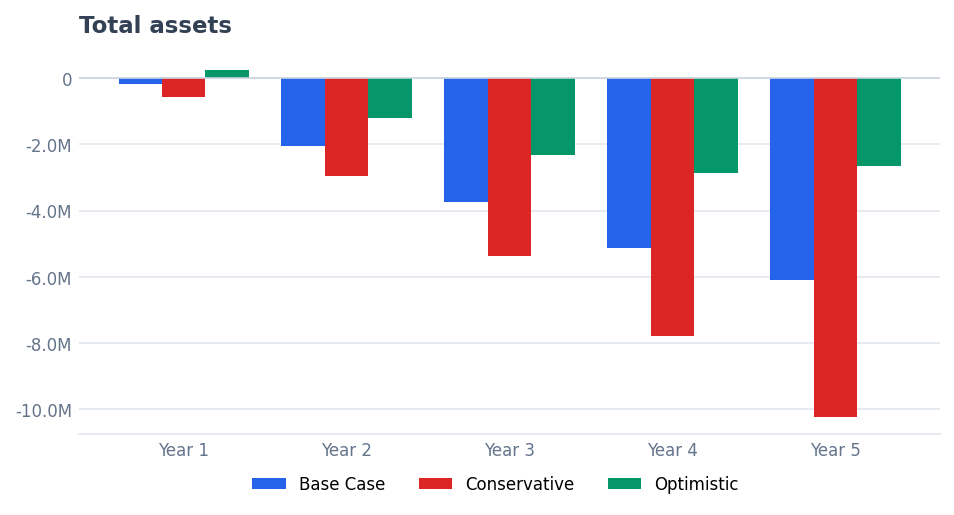 Total assets
0
-2.0M
-4.0M
-6.0M
-8.0M
-10.0M
Year 1 Year 2 Year 3 Year 4 Year 5
Base Case Conservative Optimistic